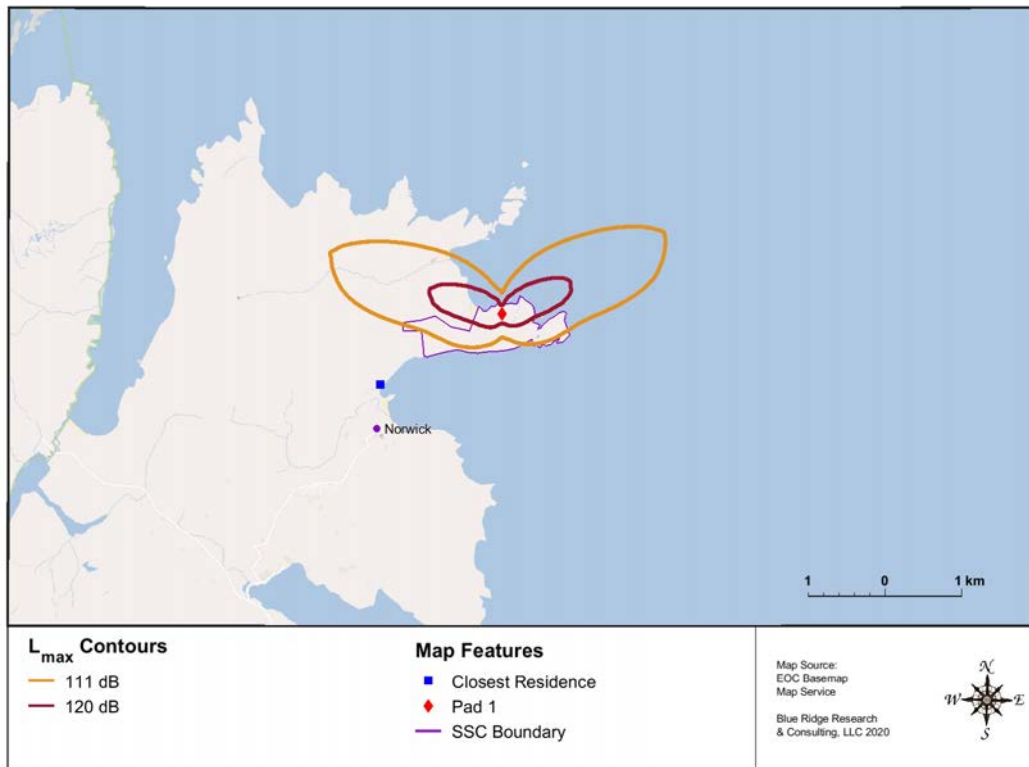 Norwick
1 0 1 km
L_max Contours
111 dB
120 dB
Map Features
Closest Residence
Pad 1
SSC Boundary
Map Source:
EOC Basemap
Map Service
Blue Ridge Research
& Consulting, LLC 2020
N
W E
S